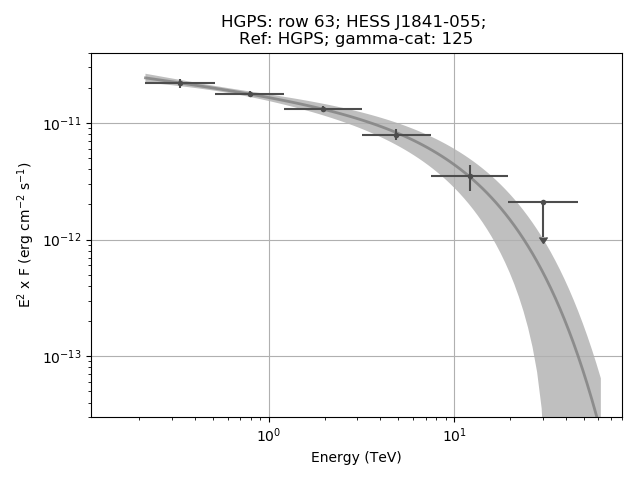 HGPS: row 63; HESS J1841-055;
Ref: HGPS; gamma-cat: 125
E² x F (erg cm⁻² s⁻¹)
10⁻¹¹
10⁻¹²
10⁻¹³
10⁰ 10¹
Energy (TeV)